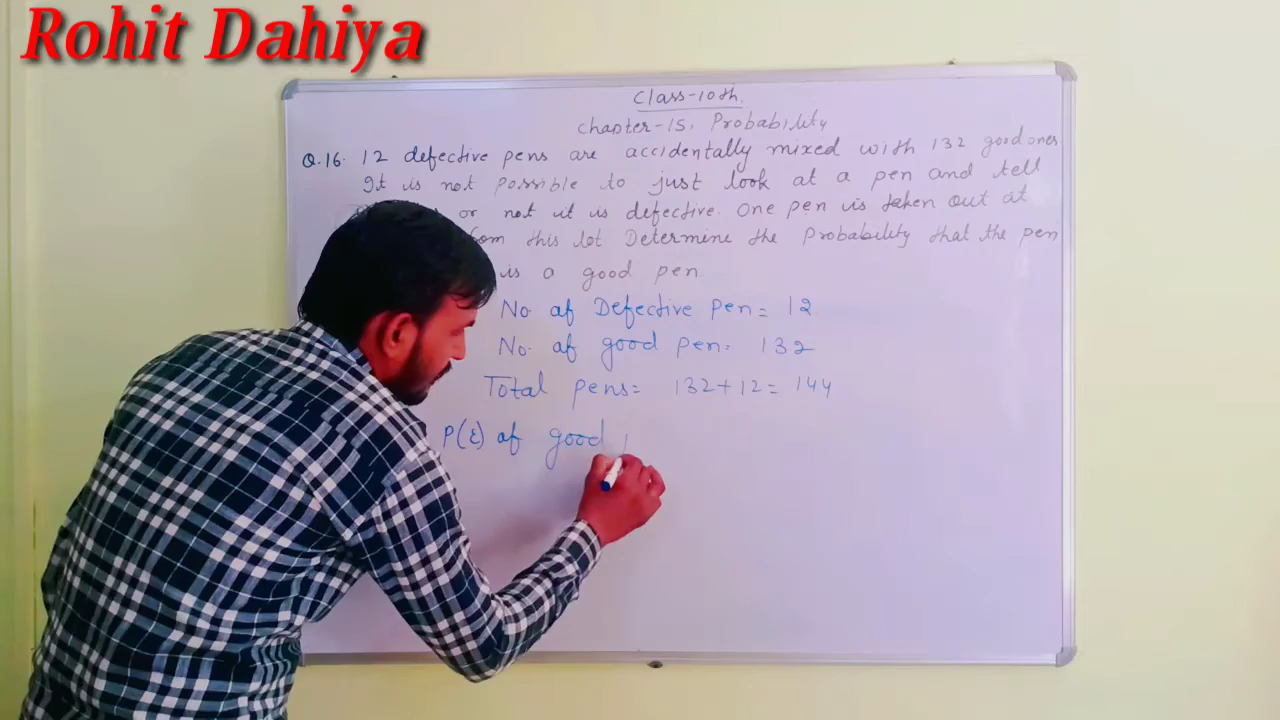 Rohit Dahiya
Class-10th.
Chapter-15, Probability
Q.16. 12 defective pens are accidentally mixed with 132 good ones
It is not possible to just look at a pen and tell
or not it is defective. One pen is taken out at
this lot Determine the Probability that the pen
is a good pen.
No of Defective pen = 12
No. of good pen = 132
Total pens = 132 + 12 = 144
P(E) of good